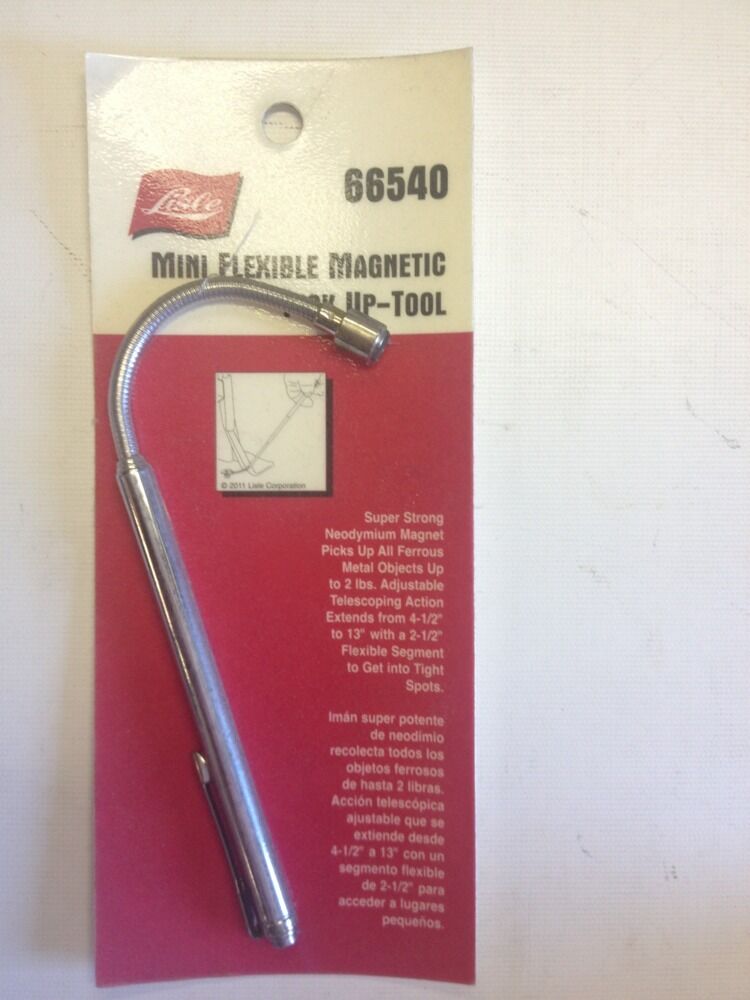 Lisle
66540
MINI FLEXIBLE MAGNETIC
UP-TOOL
© 2011 Lisle Corporation
Super Strong
Neodymium Magnet
Picks Up All Ferrous
Metal Objects Up
to 2 lbs. Adjustable
Telescoping Action
Extends from 4-1/2"
to 13" with a 2-1/2"
Flexible Segment
to Get into Tight
Spots.
Imán super potente
de neodimio
recolecta todos los
objetos ferrosos
de hasta 2 libras.
Acción telescópica
ajustable que se
extiende desde
4-1/2" a 13" con un
segmento flexible
de 2-1/2" para
acceder a lugares
pequeños.